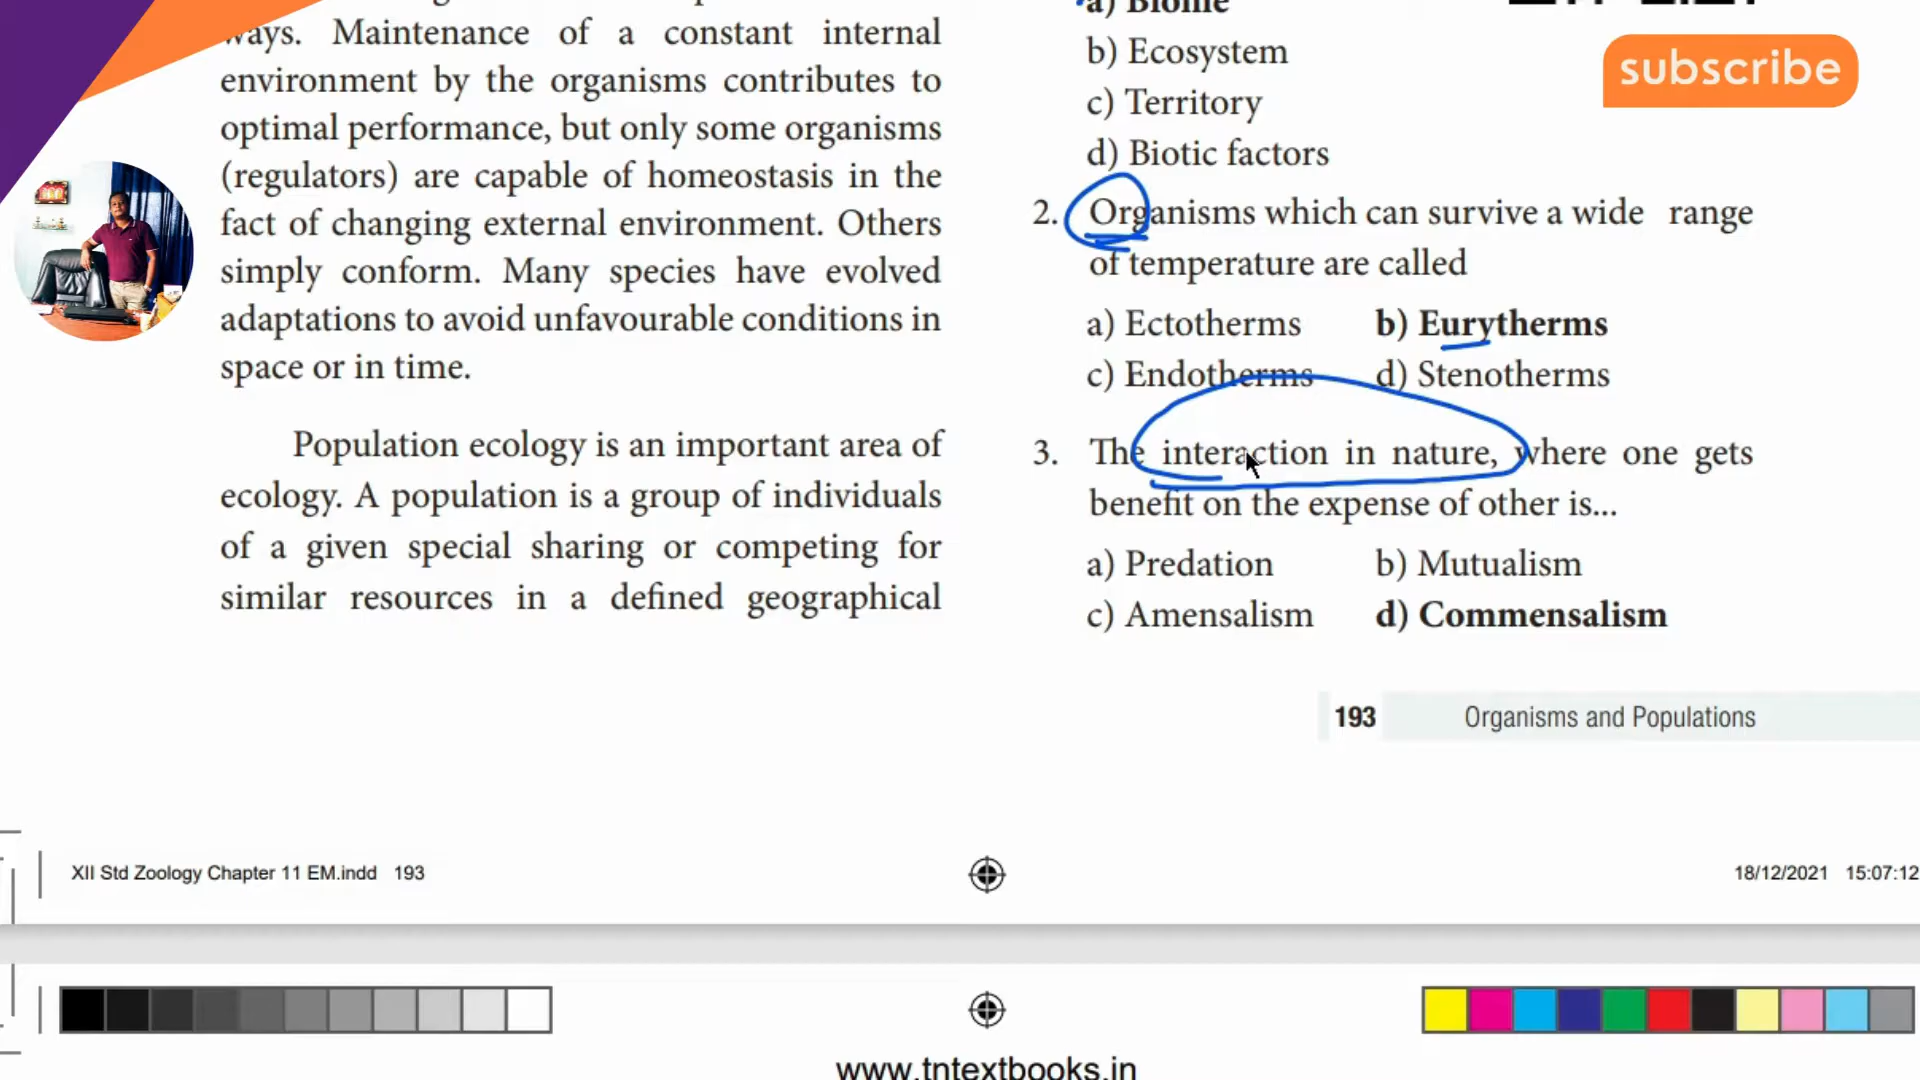 ways. Maintenance of a constant internal
environment by the organisms contributes to
optimal performance, but only some organisms
(regulators) are capable of homeostasis in the
fact of changing external environment. Others
simply conform. Many species have evolved
adaptations to avoid unfavourable conditions in
space or in time.
Population ecology is an important area of
ecology. A population is a group of individuals
of a given special sharing or competing for
similar resources in a defined geographical
a) Biome
b) Ecosystem
c) Territory
d) Biotic factors
2. Organisms which can survive a wide range
of temperature are called
a) Ectotherms b) Eurytherms
c) Endotherms d) Stenotherms
3. The interaction in nature, where one gets
benefit on the expense of other is...
a) Predation b) Mutualism
c) Amensalism d) Commensalism
subscribe
193 Organisms and Populations
XII Std Zoology Chapter 11 EM.indd 193
18/12/2021 15:07:12
www.tntextbooks.in